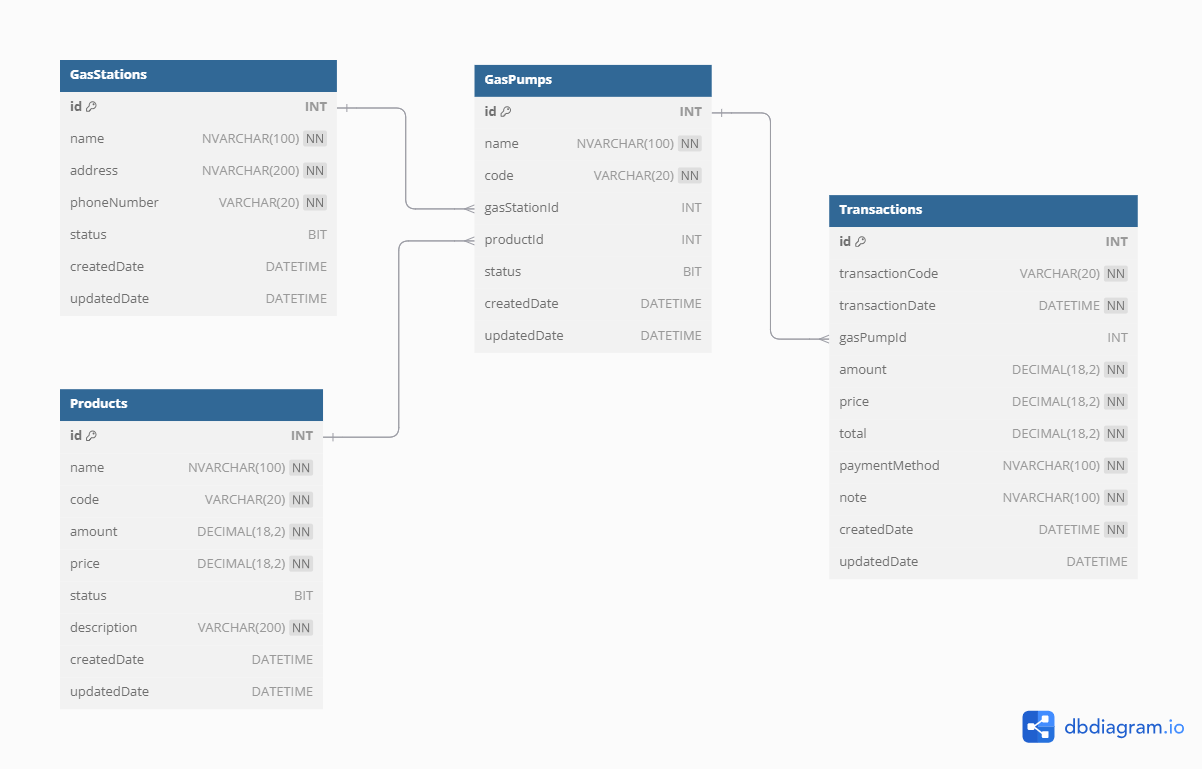 GasStations
id INT
name NVARCHAR(100) NN
address NVARCHAR(200) NN
phoneNumber VARCHAR(20) NN
status BIT
createdDate DATETIME
updatedDate DATETIME
GasPumps
id INT
name NVARCHAR(100) NN
code VARCHAR(20) NN
gasStationId INT
productId INT
status BIT
createdDate DATETIME
updatedDate DATETIME
Products
id INT
name NVARCHAR(100) NN
code VARCHAR(20) NN
amount DECIMAL(18,2) NN
price DECIMAL(18,2) NN
status BIT
description VARCHAR(200) NN
createdDate DATETIME
updatedDate DATETIME
Transactions
id INT
transactionCode VARCHAR(20) NN
transactionDate DATETIME NN
gasPumpId INT
amount DECIMAL(18,2) NN
price DECIMAL(18,2) NN
total DECIMAL(18,2) NN
paymentMethod NVARCHAR(100) NN
note NVARCHAR(100) NN
createdDate DATETIME NN
updatedDate DATETIME
dbdiagram.io